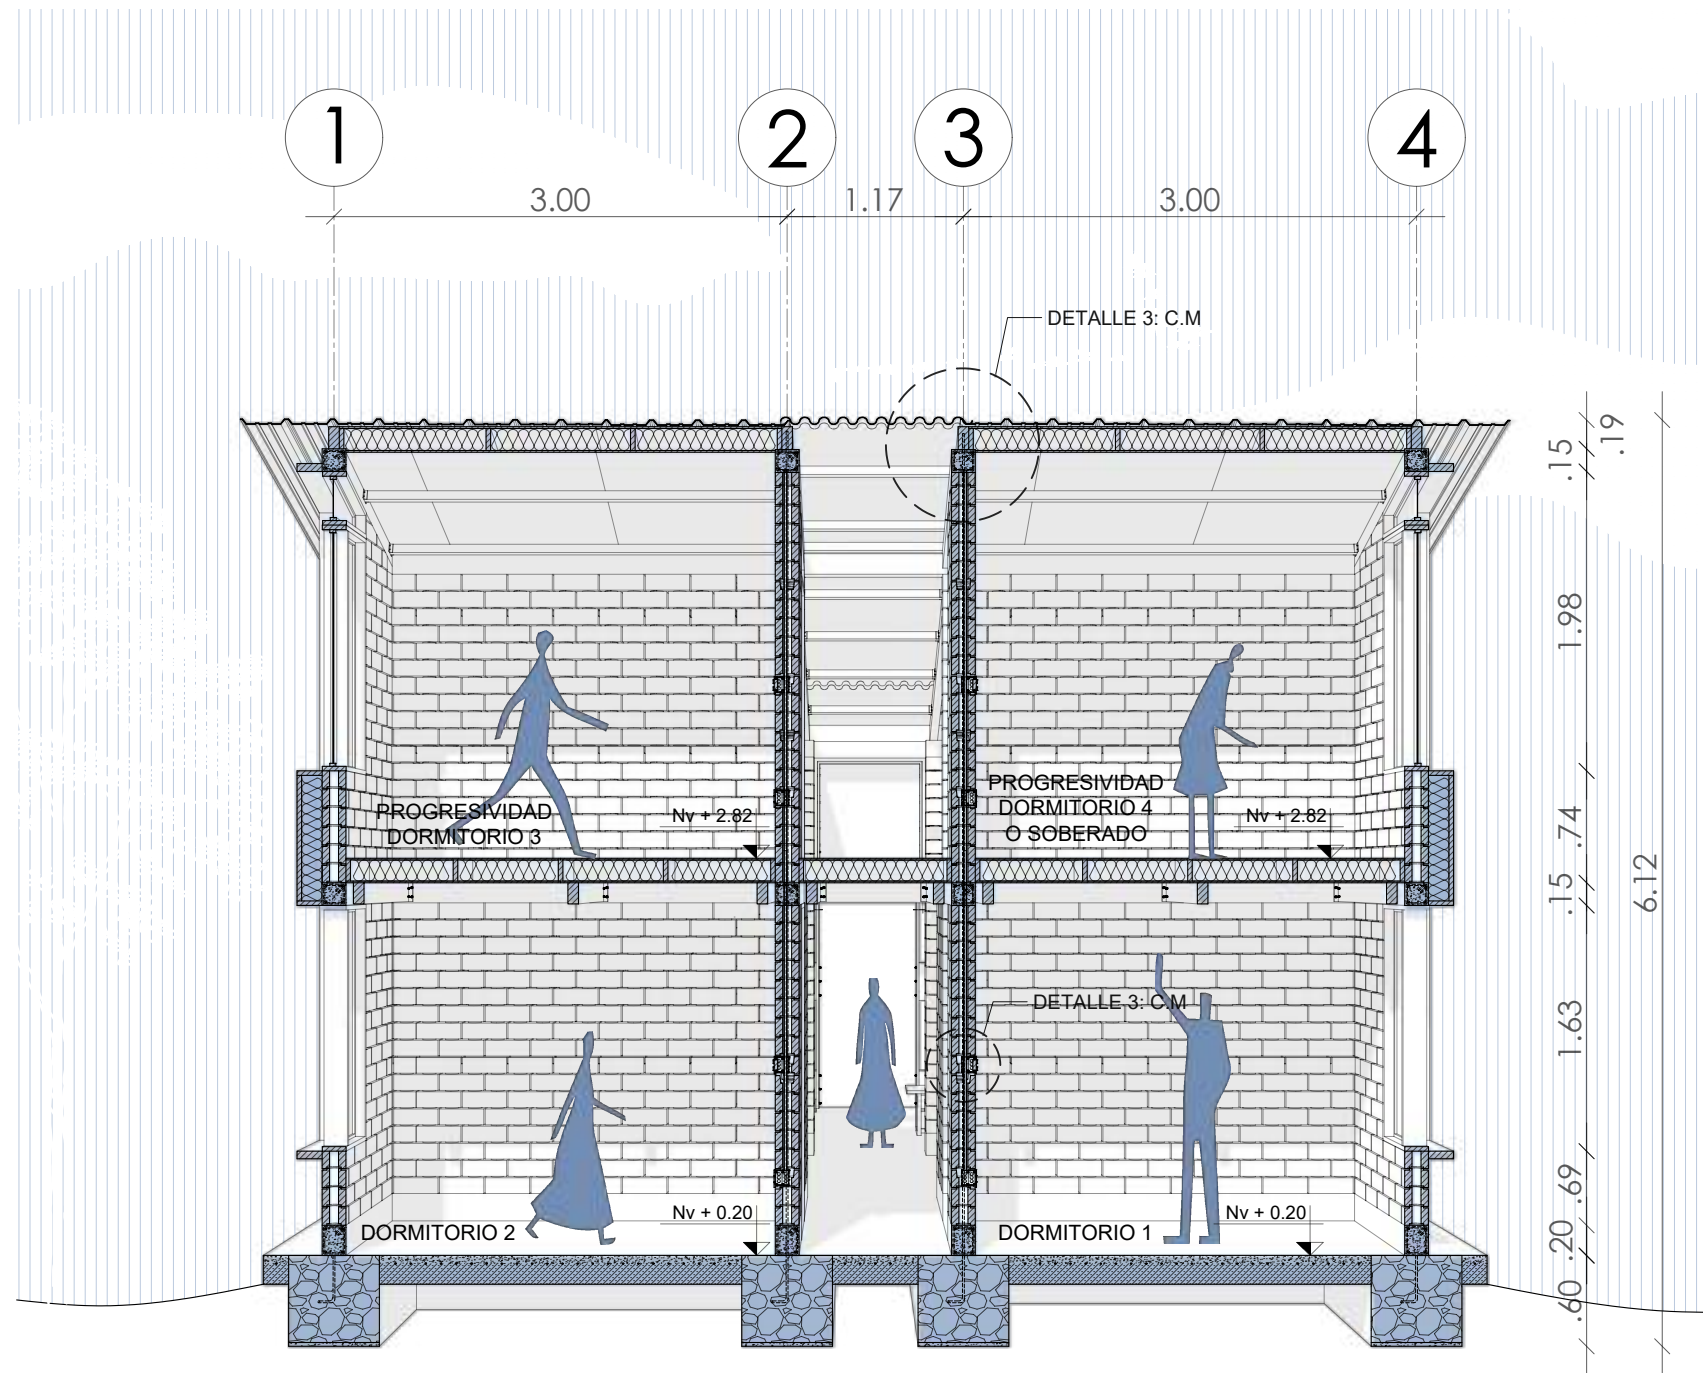 1
2
3
4
3.00
1.17
3.00
DETALLE 3: C.M
.19
.15
1.98
PROGRESIVIDAD
DORMITORIO 3
Nv + 2.82
PROGRESIVIDAD
DORMITORIO 4
O SOBERADO
Nv + 2.82
.74
.15
6.12
DETALLE 3: C.M
1.63
.69
DORMITORIO 2
Nv + 0.20
DORMITORIO 1
Nv + 0.20
.20
.60